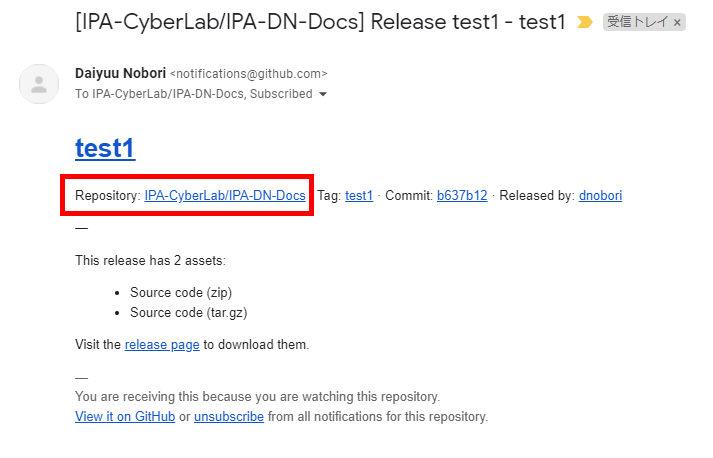 [IPA-CyberLab/IPA-DN-Docs] Release test1 - test1 受信トレイ ×
Daiyuu Nobori <notifications@github.com>
To IPA-CyberLab/IPA-DN-Docs, Subscribed
test1
Repository: IPA-CyberLab/IPA-DN-Docs Tag: test1 · Commit: b637b12 · Released by: dnobori
—
This release has 2 assets:
• Source code (zip)
• Source code (tar.gz)
Visit the release page to download them.
—
You are receiving this because you are watching this repository.
View it on GitHub or unsubscribe from all notifications for this repository.